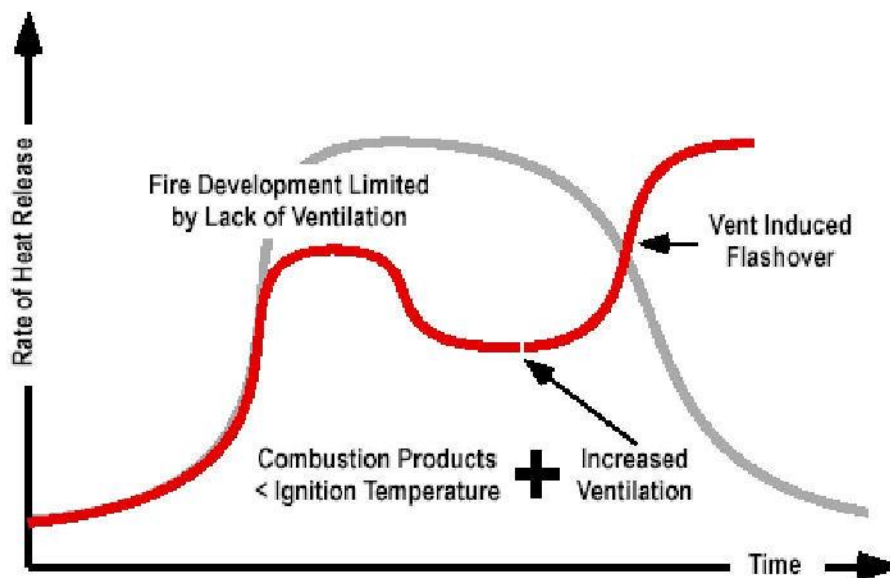 Rate of Heat Release
Fire Development Limited
by Lack of Ventilation
Vent Induced
Flashover
Combustion Products
< Ignition Temperature
+
Increased
Ventilation
Time